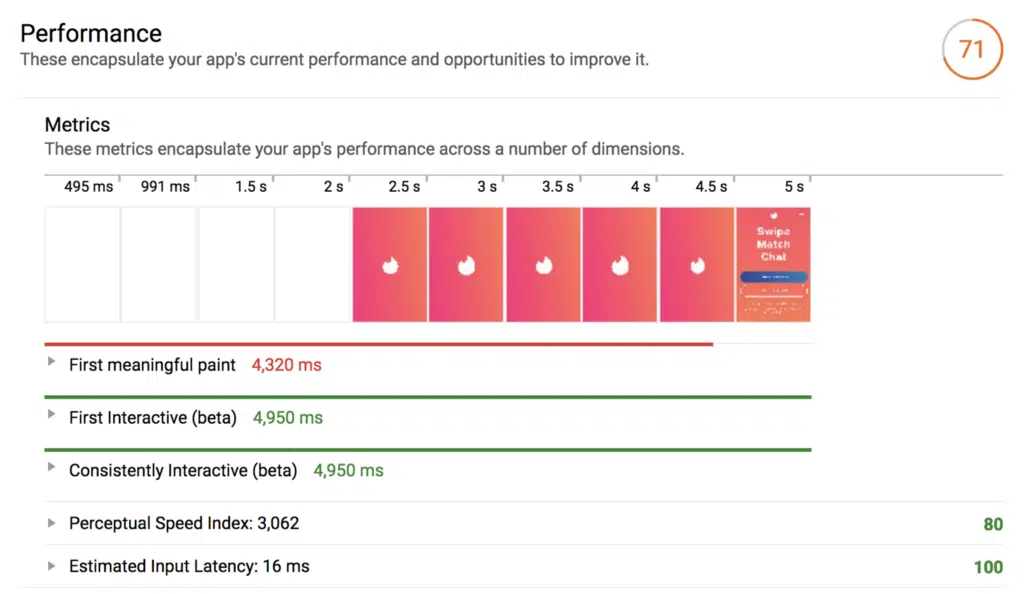 Performance
71
These encapsulate your app's current performance and opportunities to improve it.
Metrics
These metrics encapsulate your app's performance across a number of dimensions.
495 ms 991 ms 1.5 s 2 s 2.5 s 3 s 3.5 s 4 s 4.5 s 5 s
Swipe
Match
Chat
First meaningful paint 4,320 ms
First Interactive (beta) 4,950 ms
Consistently Interactive (beta) 4,950 ms
Perceptual Speed Index: 3,062 80
Estimated Input Latency: 16 ms 100